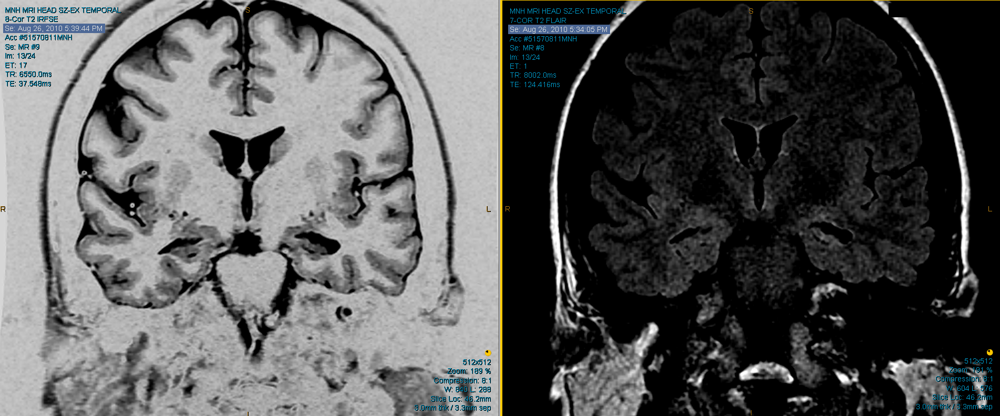 MNH MRI HEAD SZ-EX TEMPORAL
8-Cor T2 IRFSE
Se: Aug 26, 2010 5:39:44 PM
Acc #51570811MNH
Se: MR #9
Im: 13/24
ET: 17
TR: 6550.0ms
TE: 37.548ms
S
R
L
512x512
Zoom: 189 %
Compression: 8:1
W: 840 L: 288
Slice Loc: 46.2mm
3.0mm thk / 3.3mm sep
MNH MRI HEAD SZ-EX TEMPORAL
7-COR T2 FLAIR
Se: Aug 26, 2010 5:34:05 PM
Acc #51570811MNH
Se: MR #8
Im: 13/24
ET: 1
TR: 8002.0ms
TE: 124.416ms
S
R
L
512x512
Zoom: 191 %
Compression: 8:1
W: 604 L: 576
Slice Loc: 46.2mm
3.0mm thk / 3.3mm sep